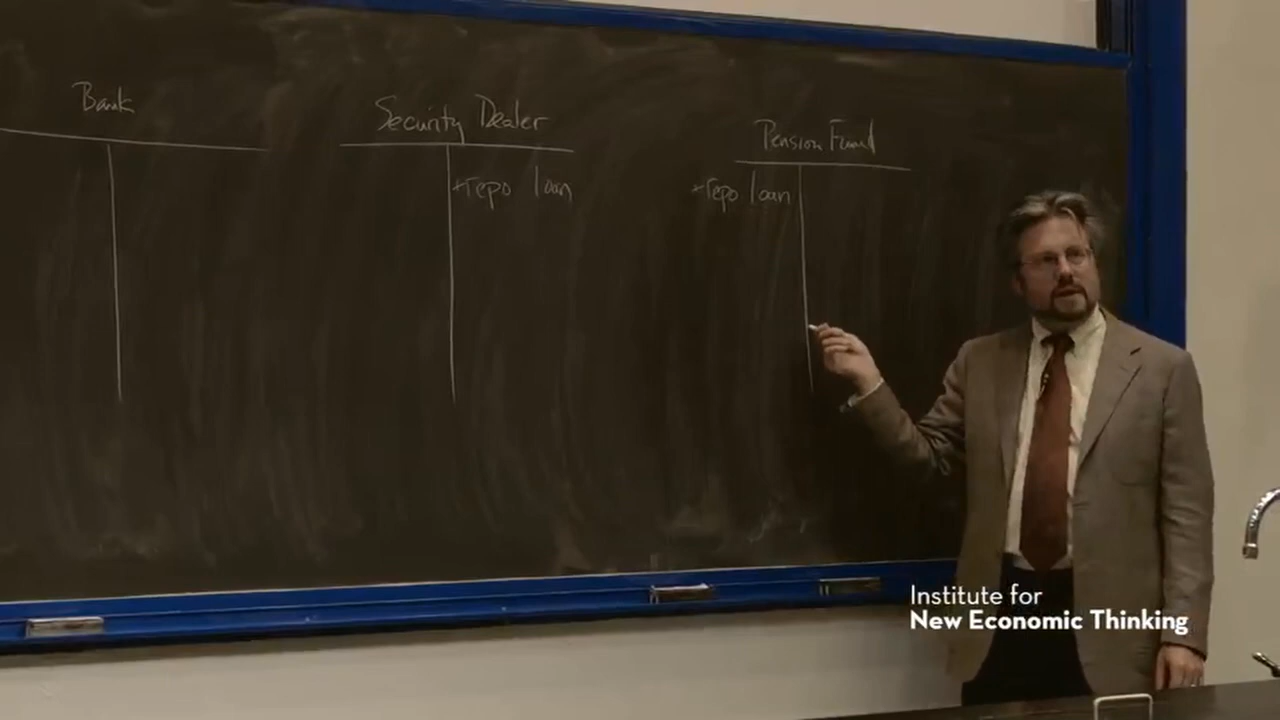 Bank
Security Dealer
Pension Fund
+repo loan
+repo loan
Institute for
New Economic Thinking